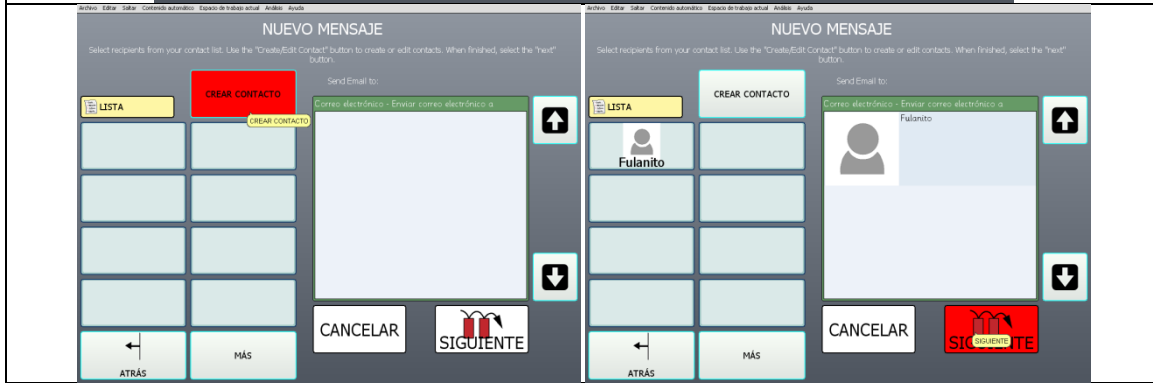 Archivo Editar Saltar Contenido automático Espacio de trabajo actual Análisis Ayuda
NUEVO MENSAJE
Select recipients from your contact list. Use the "Create/Edit Contact" button to create or edit contacts. When finished, select the "next"
button.
Send Email to:
CREAR CONTACTO
LISTA
Correo electrónico - Enviar correo electrónico a
CREAR CONTACTO
CANCELAR
SIGUIENTE
ATRÁS
MÁS
Archivo Editar Saltar Contenido automático Espacio de trabajo actual Análisis Ayuda
NUEVO MENSAJE
Select recipients from your contact list. Use the "Create/Edit Contact" button to create or edit contacts. When finished, select the "next"
button.
Send Email to:
CREAR CONTACTO
LISTA
Correo electrónico - Enviar correo electrónico a
Fulanito
Fulanito
CANCELAR
SIGUIENTE
SIGUIENTE
ATRÁS
MÁS